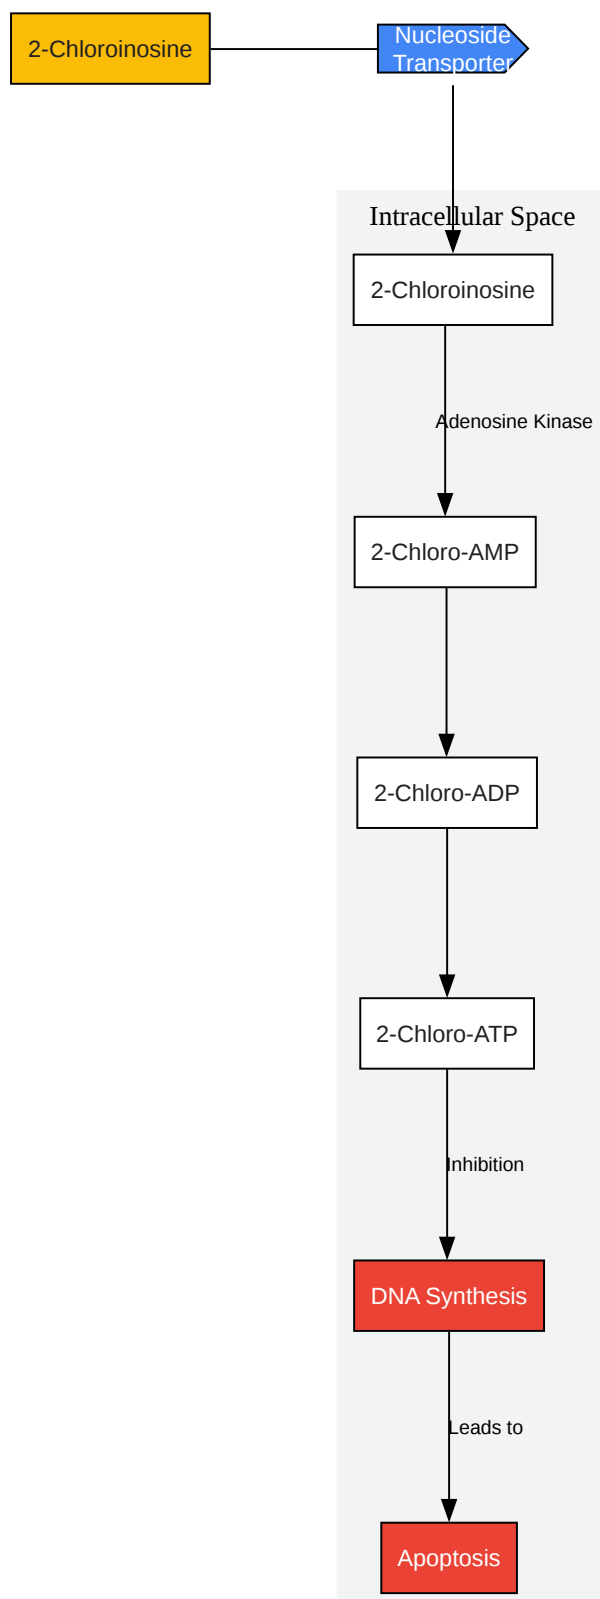 2-Chloroinosine
Nucleoside
Transporter
Intracellular Space
2-Chloroinosine
Adenosine Kinase
2-Chloro-AMP
2-Chloro-ADP
2-Chloro-ATP
Inhibition
DNA Synthesis
Leads to
Apoptosis